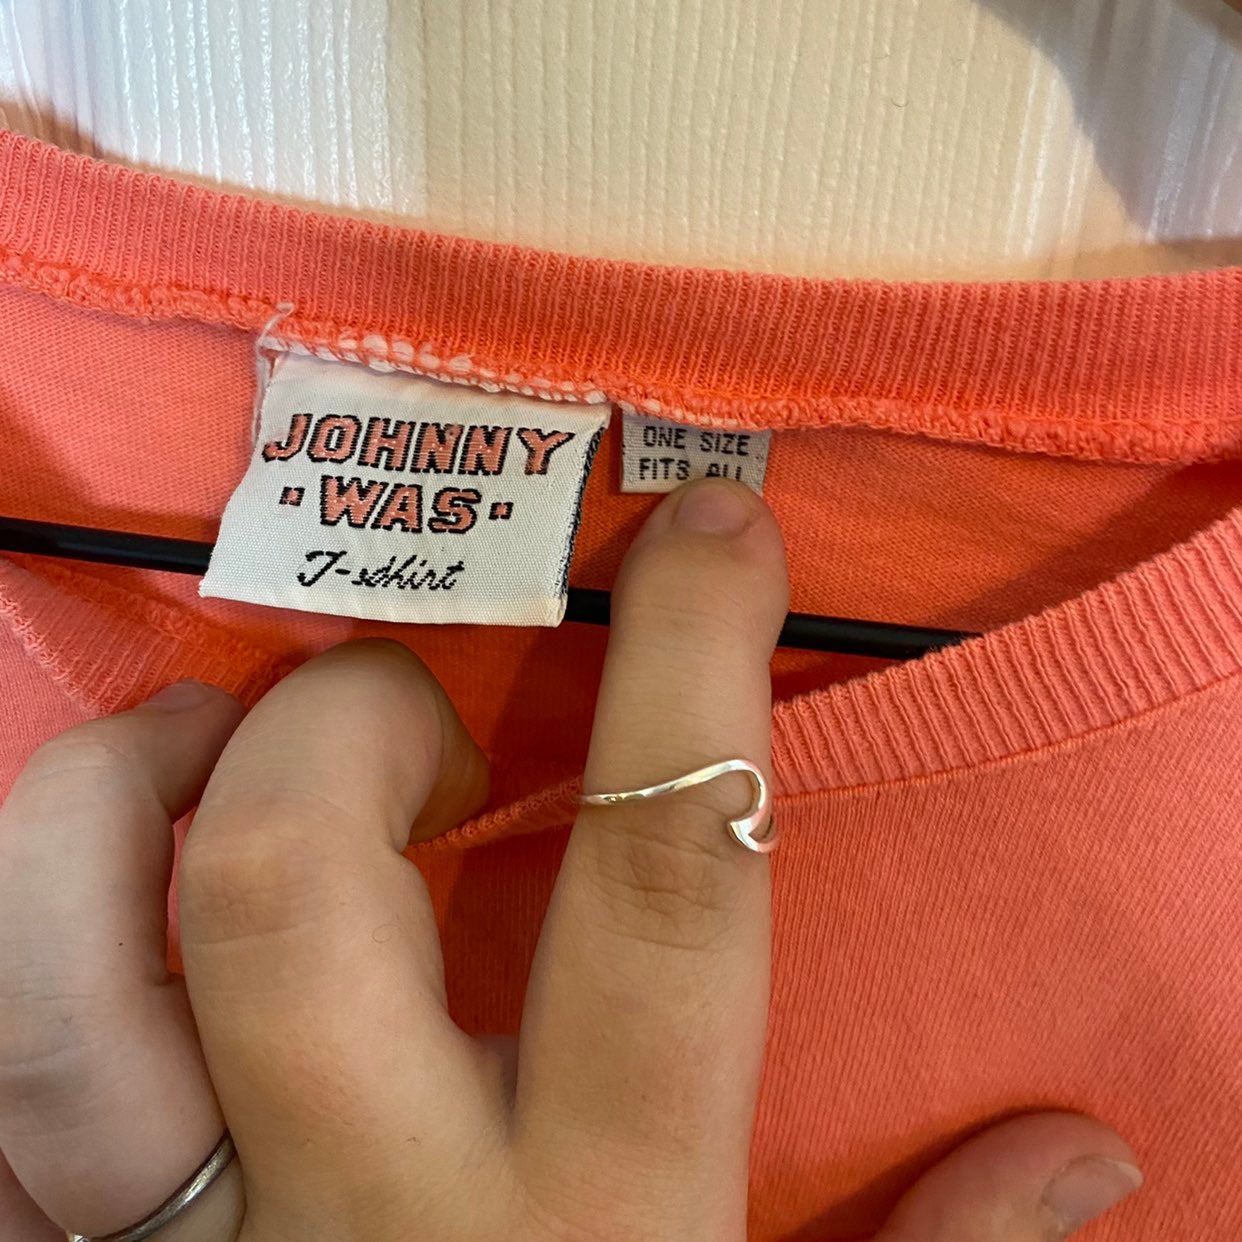 JOHNNY
WAS
T-shirt
ONE SIZE
FITS ALL